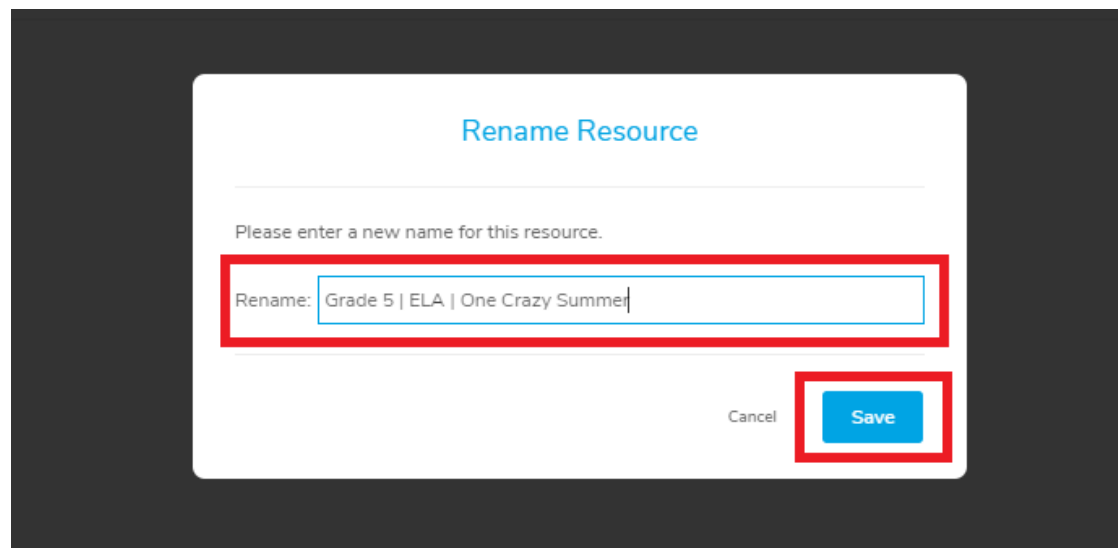 Rename Resource
Please enter a new name for this resource.
Rename: Grade 5 | ELA | One Crazy Summer
Cancel Save